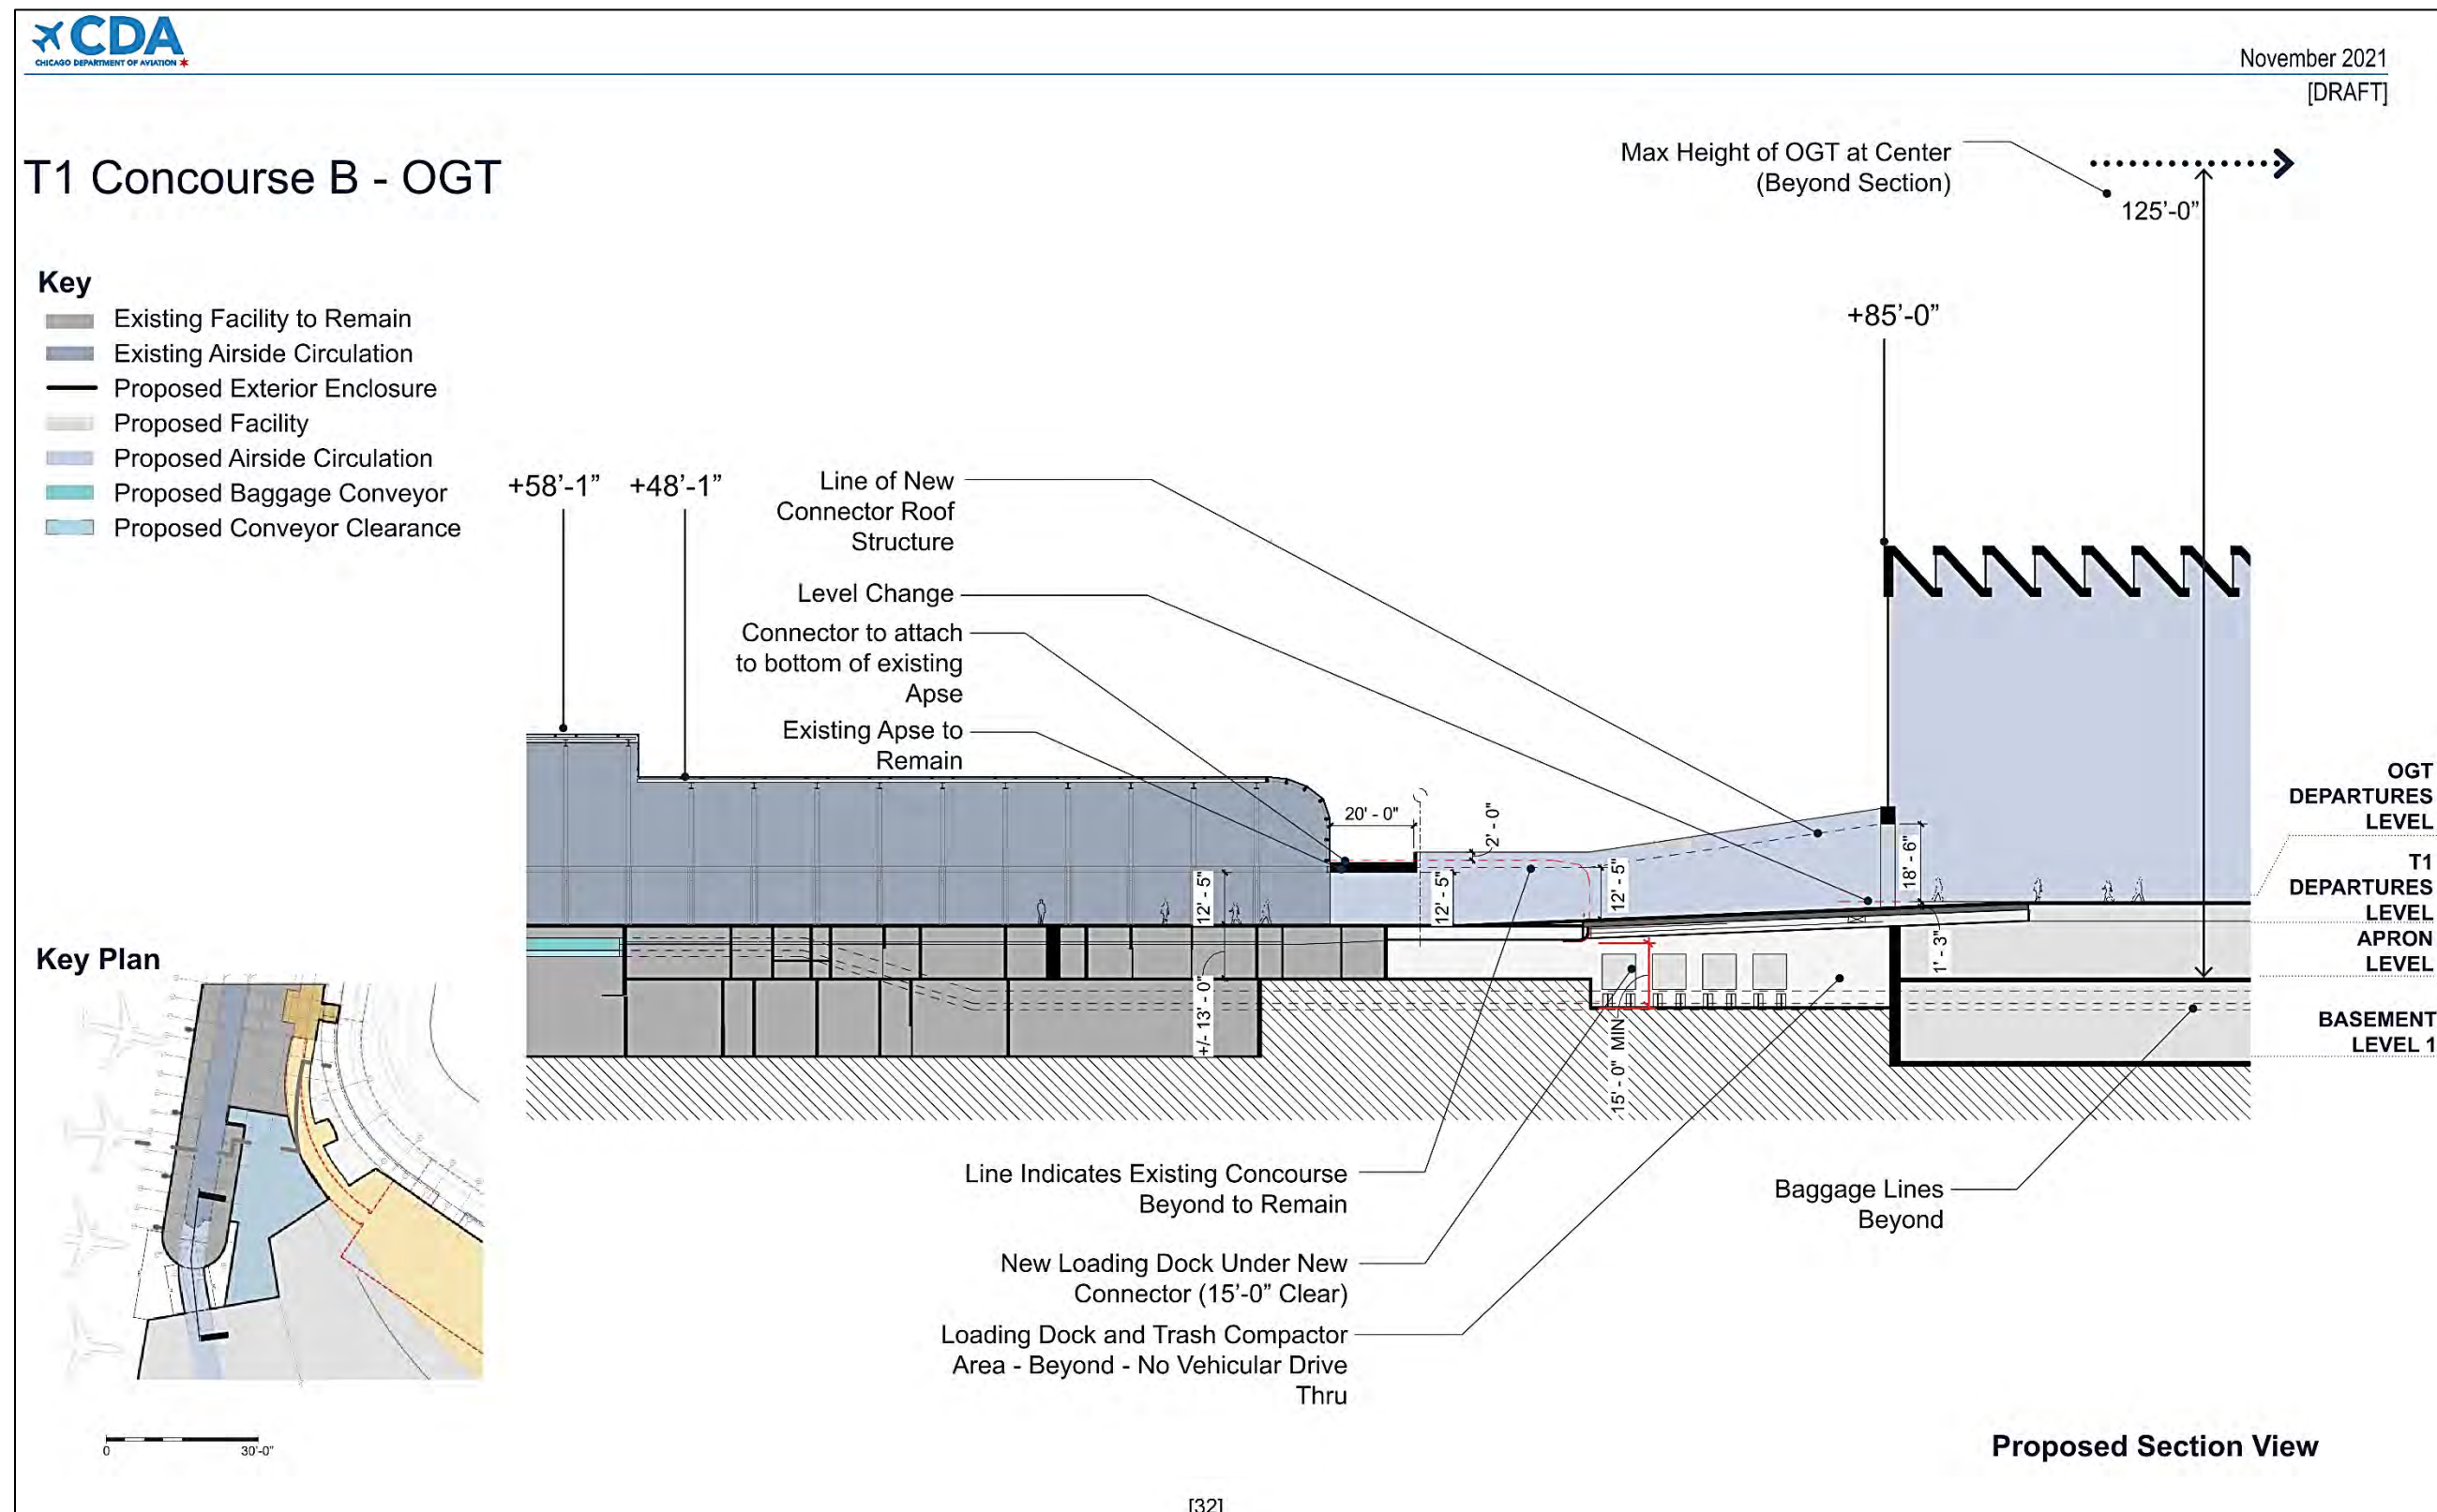 CDA
CHICAGO DEPARTMENT OF AVIATION
November 2021
[DRAFT]
T1 Concourse B - OGT
Max Height of OGT at Center
(Beyond Section)
125’-0”
Key
Existing Facility to Remain
Existing Airside Circulation
Proposed Exterior Enclosure
Proposed Facility
Proposed Airside Circulation
Proposed Baggage Conveyor
Proposed Conveyor Clearance
+85’-0”
+58’-1”
+48’-1”
Line of New
Connector Roof
Structure
Level Change
Connector to attach
to bottom of existing
Apse
Existing Apse to
Remain
20' - 0"
2' - 0"
12' - 5"
12' - 5"
12' - 5"
18' - 6"
1' - 3"
+/- 13' - 0"
15' - 0" MIN
OGT
DEPARTURES
LEVEL
T1
DEPARTURES
LEVEL
APRON
LEVEL
BASEMENT
LEVEL 1
Key Plan
0
30'-0"
Line Indicates Existing Concourse
Beyond to Remain
New Loading Dock Under New
Connector (15’-0” Clear)
Loading Dock and Trash Compactor
Area - Beyond - No Vehicular Drive
Thru
Baggage Lines
Beyond
Proposed Section View
[32]